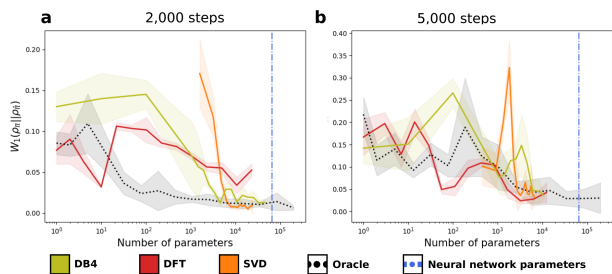 a 2,000 steps
b 5,000 steps
W₁(ρ₀||ρ̂₀)
0.20
0.15
0.10
0.05
0.00
10⁰ 10¹ 10² 10³ 10⁴ 10⁵
Number of parameters
0.40
0.35
0.30
0.25
0.20
0.15
0.10
0.05
0.00
10⁰ 10¹ 10² 10³ 10⁴ 10⁵
Number of parameters
DB4 DFT SVD Oracle Neural network parameters